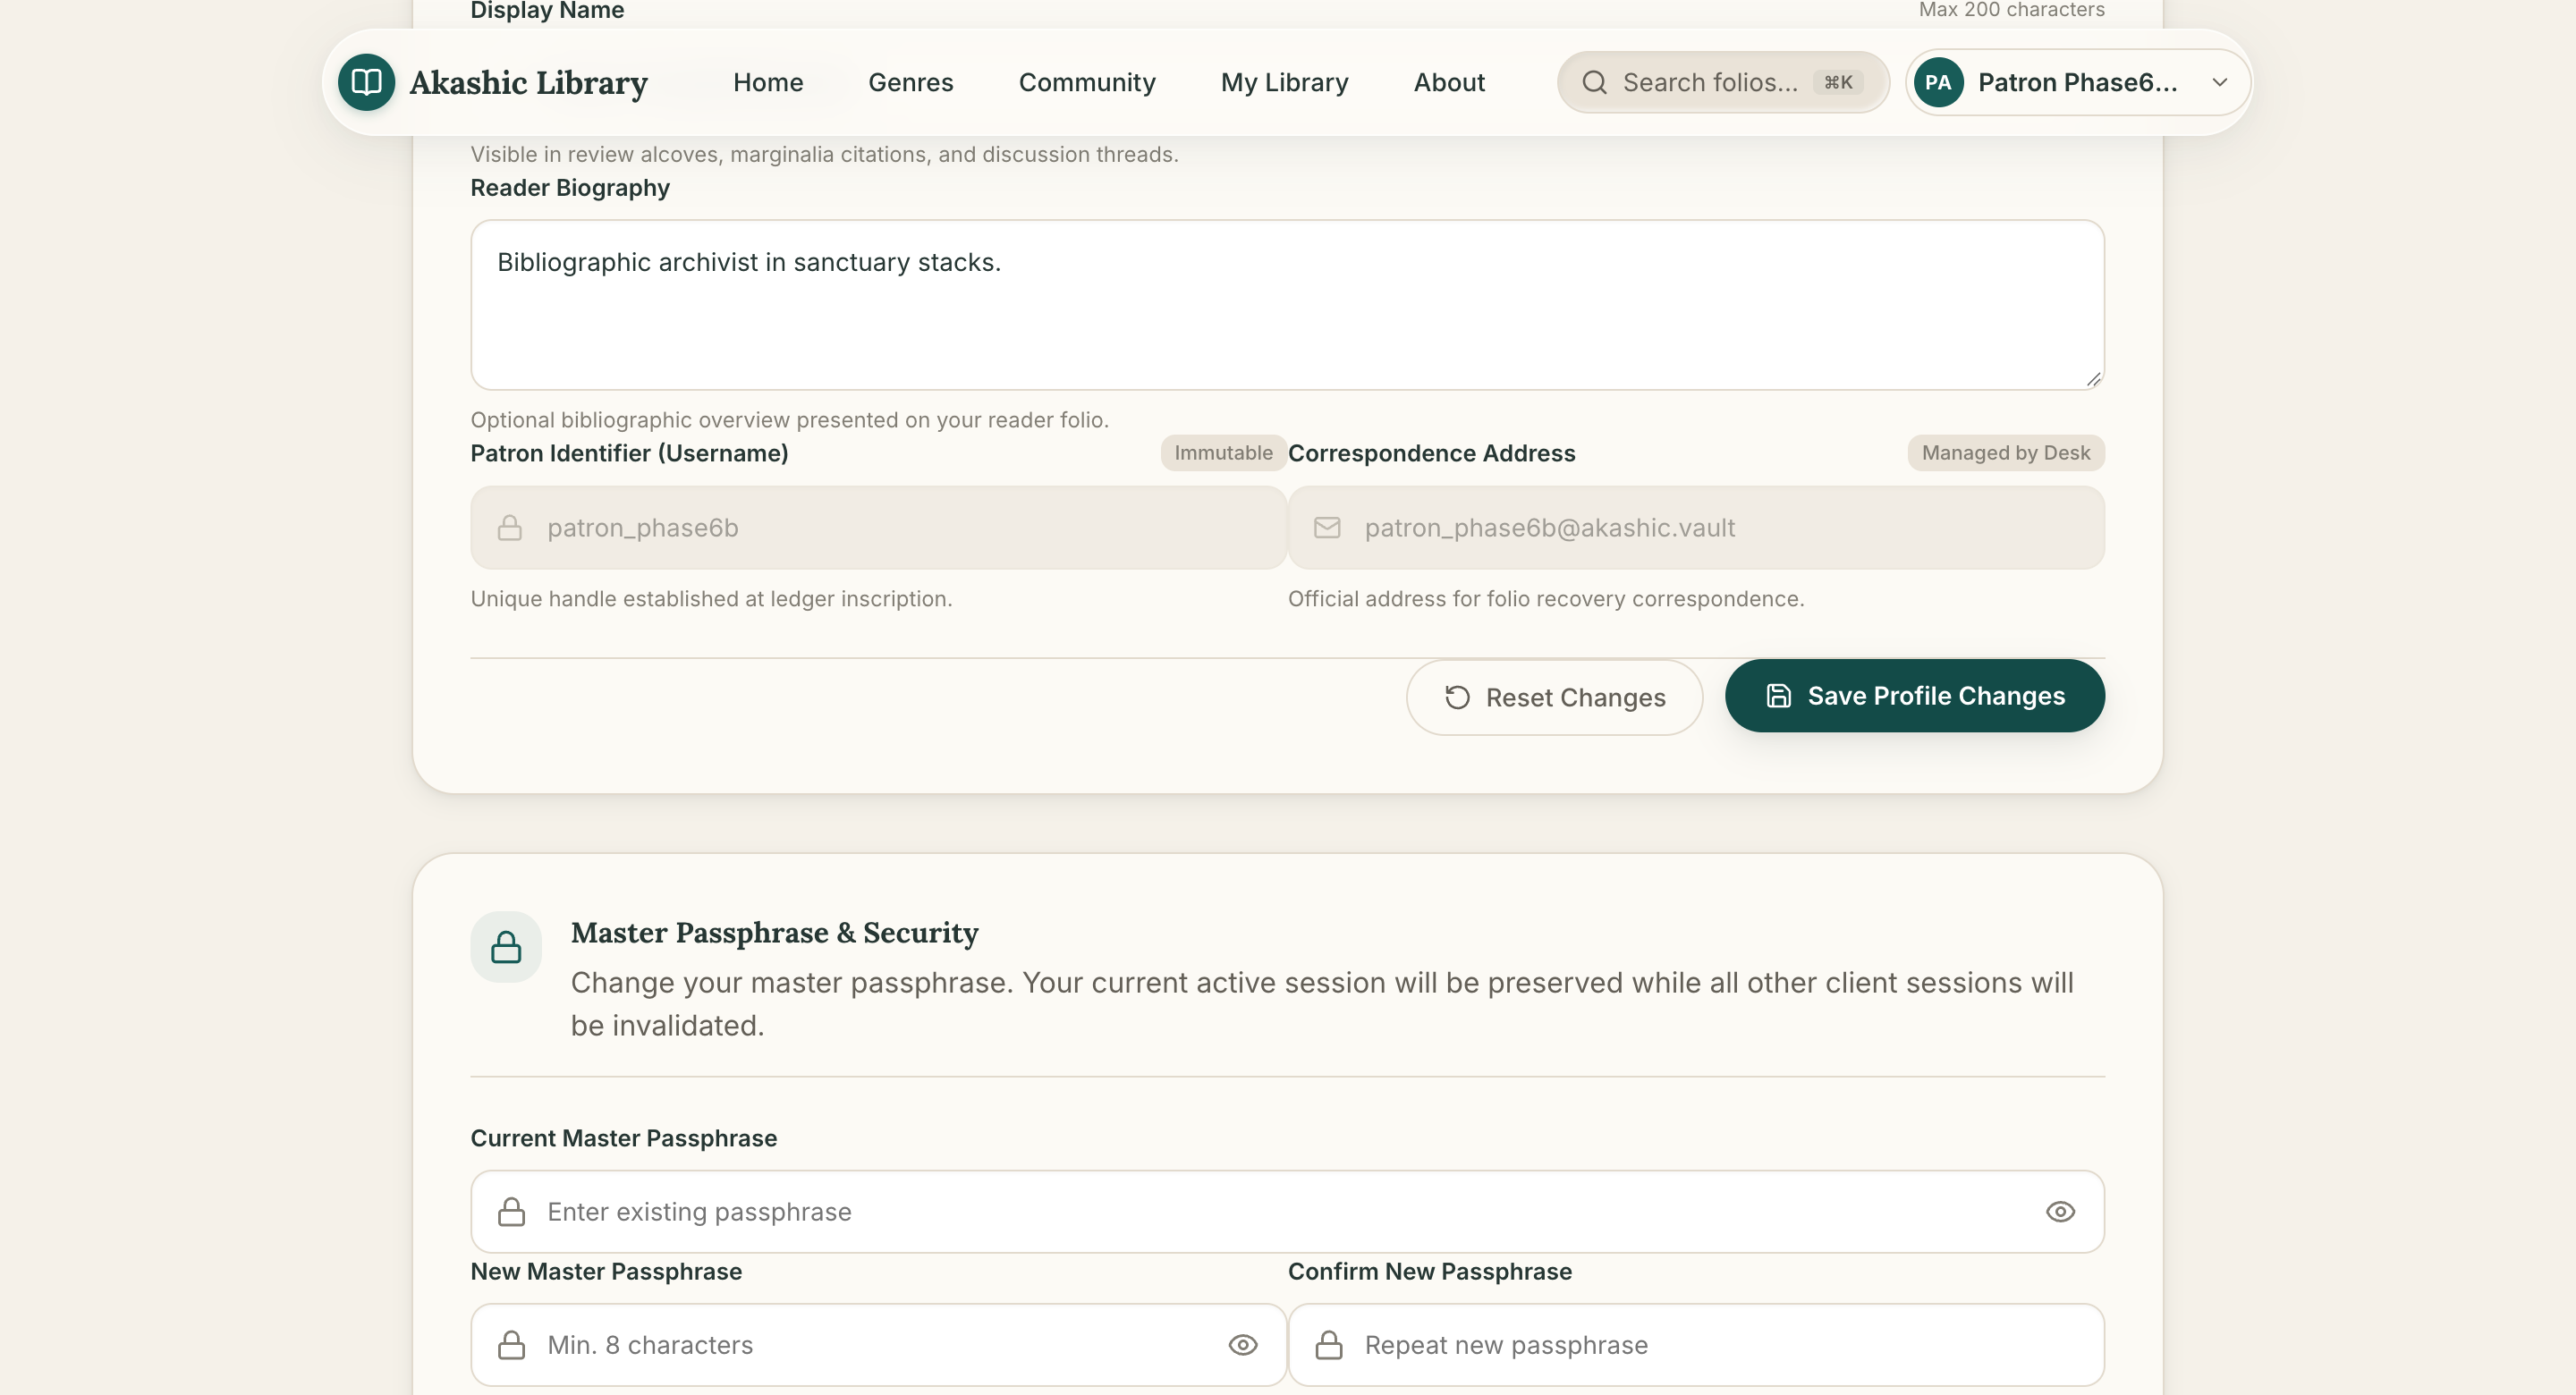 Display Name
Max 200 characters
Akashic Library
Home
Genres
Community
My Library
About
Search folios...
⌘K
PA
Patron Phase6...
Visible in review alcoves, marginalia citations, and discussion threads.
Reader Biography
Bibliographic archivist in sanctuary stacks.
Optional bibliographic overview presented on your reader folio.
Patron Identifier (Username)
Immutable
Correspondence Address
Managed by Desk
patron_phase6b
patron_phase6b@akashic.vault
Unique handle established at ledger inscription.
Official address for folio recovery correspondence.
Reset Changes
Save Profile Changes
Master Passphrase & Security
Change your master passphrase. Your current active session will be preserved while all other client sessions will
be invalidated.
Current Master Passphrase
Enter existing passphrase
New Master Passphrase
Confirm New Passphrase
Min. 8 characters
Repeat new passphrase